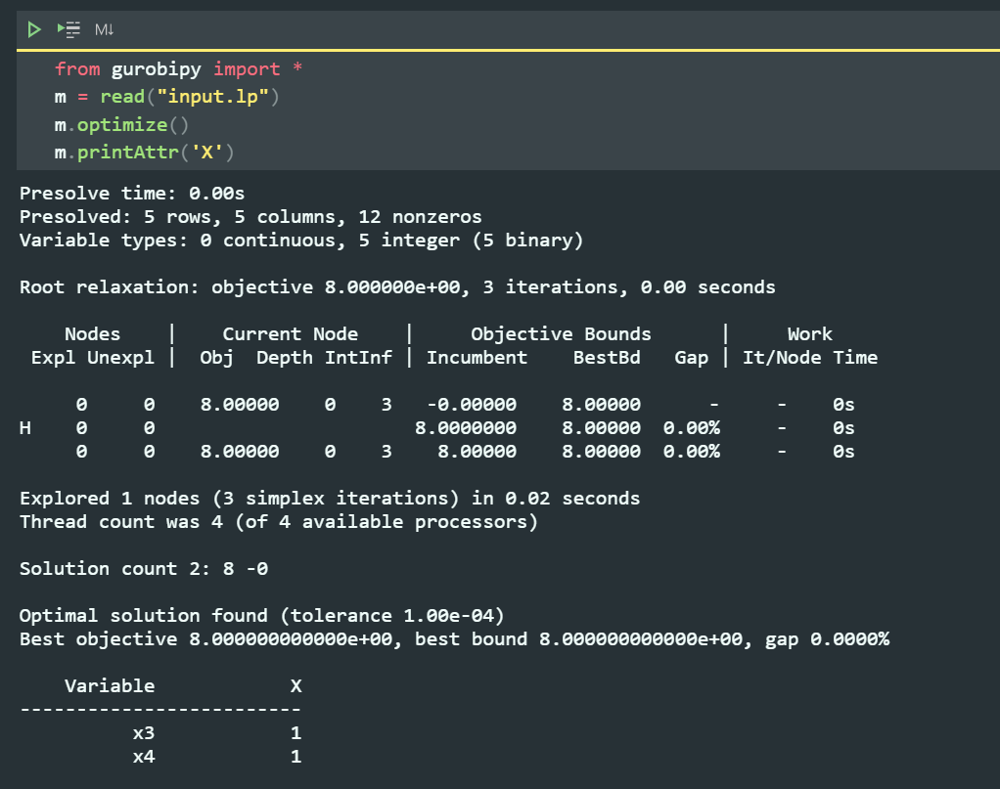 M↓
from gurobipy import *
m = read("input.lp")
m.optimize()
m.printAttr('X')
Presolve time: 0.00s
Presolved: 5 rows, 5 columns, 12 nonzeros
Variable types: 0 continuous, 5 integer (5 binary)
Root relaxation: objective 8.000000e+00, 3 iterations, 0.00 seconds
    Nodes    |    Current Node    |     Objective Bounds      |     Work
 Expl Unexpl |  Obj  Depth IntInf | Incumbent    BestBd   Gap | It/Node Time
     0     0    8.00000    0    3   -0.00000    8.00000      -     -    0s
H    0     0                       8.0000000    8.00000  0.00%     -    0s
     0     0    8.00000    0    3    8.00000    8.00000  0.00%     -    0s
Explored 1 nodes (3 simplex iterations) in 0.02 seconds
Thread count was 4 (of 4 available processors)
Solution count 2: 8 -0
Optimal solution found (tolerance 1.00e-04)
Best objective 8.000000000000e+00, best bound 8.000000000000e+00, gap 0.0000%
    Variable            X
-------------------------
          x3            1
          x4            1